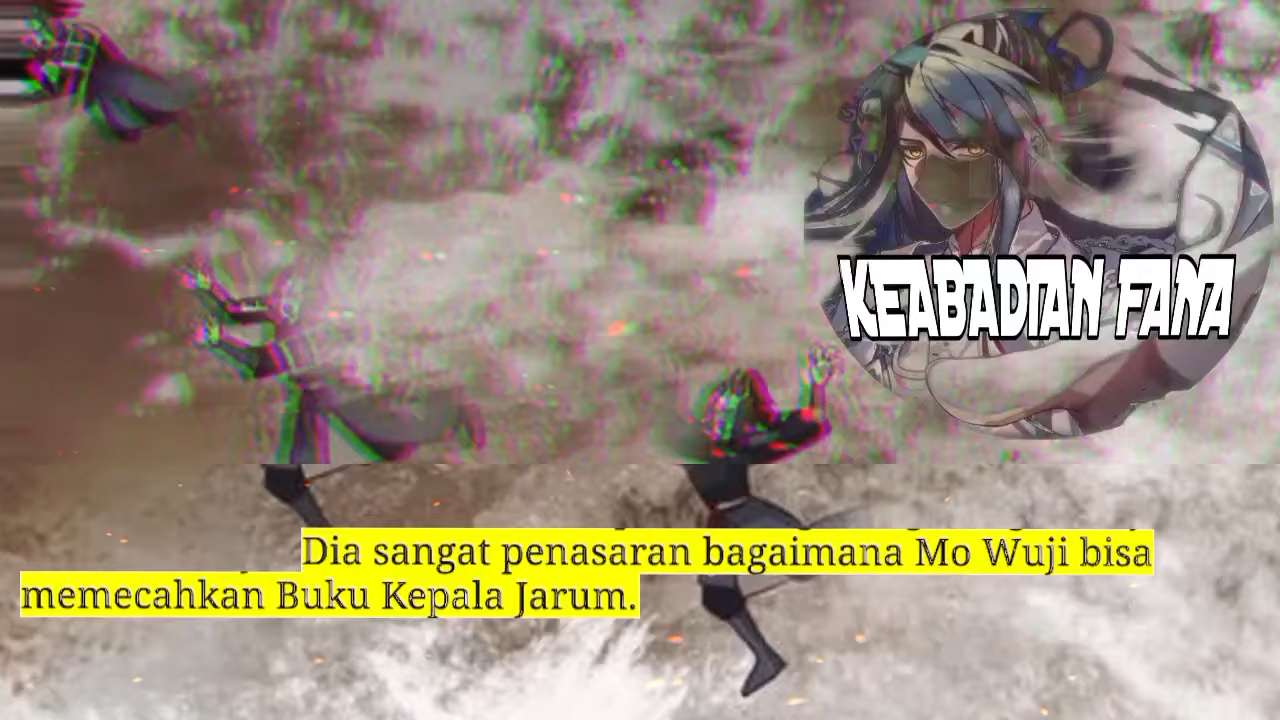 KEABADIAN FANA
Dia sangat penasaran bagaimana Mo Wuji bisa
memecahkan Buku Kepala Jarum.